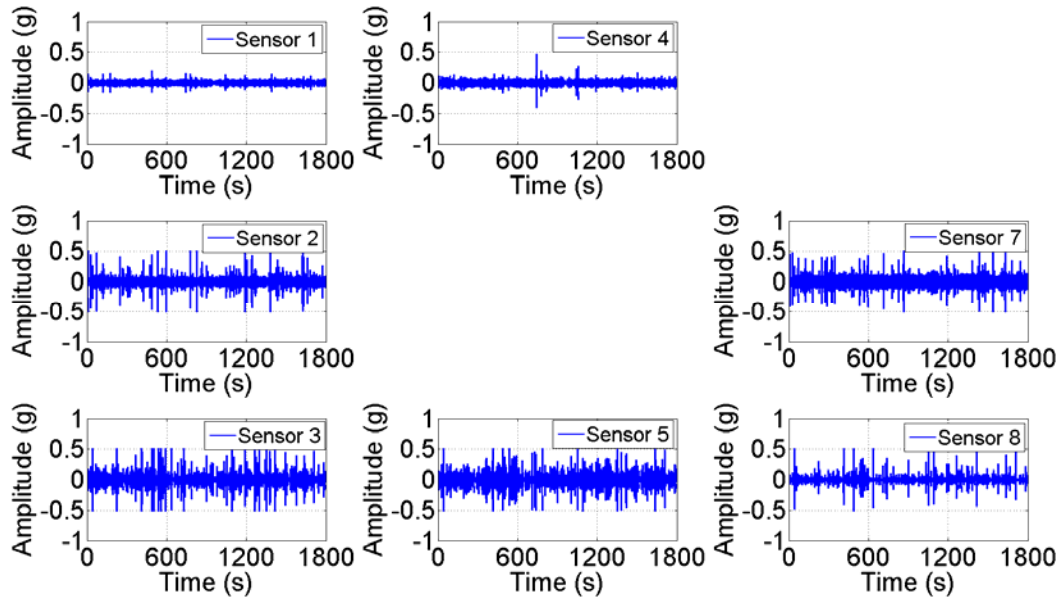 Amplitude (g)
1
0.5
0
-0.5
-1
Sensor 1
0 600 1200 1800
Time (s)
Amplitude (g)
1
0.5
0
-0.5
-1
Sensor 4
0 600 1200 1800
Time (s)
Amplitude (g)
1
0.5
0
-0.5
-1
Sensor 2
0 600 1200 1800
Time (s)
Amplitude (g)
1
0.5
0
-0.5
-1
Sensor 7
0 600 1200 1800
Time (s)
Amplitude (g)
1
0.5
0
-0.5
-1
Sensor 3
0 600 1200 1800
Time (s)
Amplitude (g)
1
0.5
0
-0.5
-1
Sensor 5
0 600 1200 1800
Time (s)
Amplitude (g)
1
0.5
0
-0.5
-1
Sensor 8
0 600 1200 1800
Time (s)